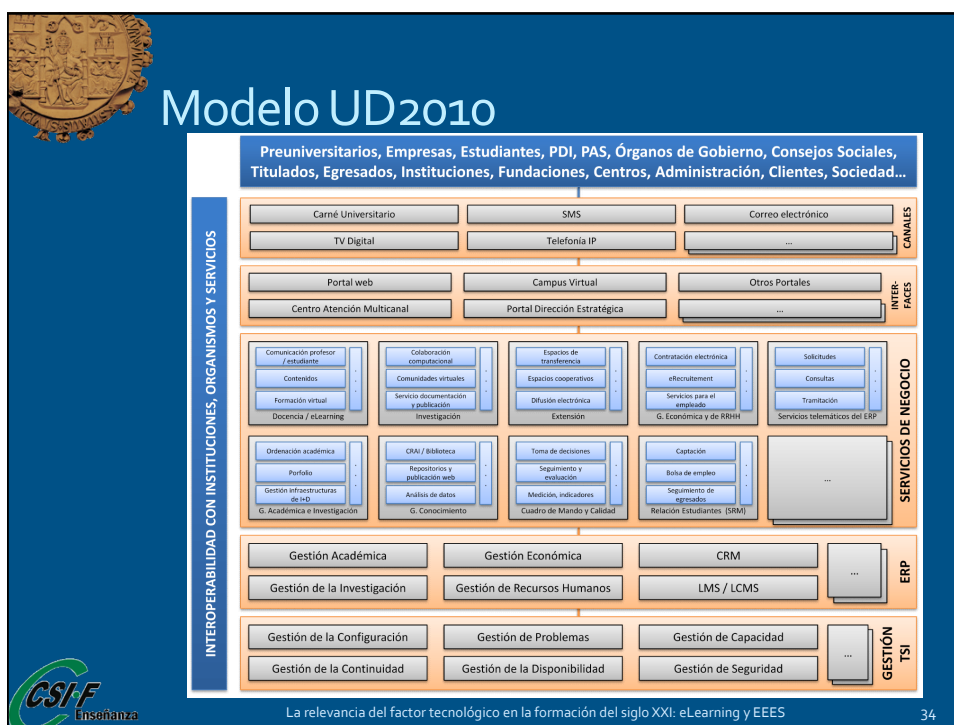 Modelo UD2010
Preuniversitarios, Empresas, Estudiantes, PDI, PAS, Órganos de Gobierno, Consejos Sociales,
Titulados, Egresados, Instituciones, Fundaciones, Centros, Administración, Clientes, Sociedad...
INTEROPERABILIDAD CON INSTITUCIONES, ORGANISMOS Y SERVICIOS
Carné Universitario
SMS
Correo electrónico
TV Digital
Telefonía IP
...
CANALES
Portal web
Campus Virtual
Otros Portales
Centro Atención Multicanal
Portal Dirección Estratégica
...
INTER-
FACES
Comunicación profesor
/ estudiante
Contenidos
Formación virtual
...
Docencia / eLearning
Colaboración
computacional
Comunidades virtuales
Servicio documentación
y publicación
...
Investigación
Espacios de
transferencia
Espacios cooperativos
Difusión electrónica
...
Extensión
Contratación electrónica
eRecruitement
Servicios para el
empleado
...
G. Económica y de RRHH
Solicitudes
Consultas
Tramitación
...
Servicios telemáticos del ERP
Ordenación académica
Porfolio
Gestión infraestructuras
de I+D
...
G. Académica e Investigación
CRAI / Biblioteca
Repositorios y
publicación web
Análisis de datos
...
G. Conocimiento
Toma de decisiones
Seguimiento y
evaluación
Medición, indicadores
...
Cuadro de Mando y Calidad
Captación
Bolsa de empleo
Seguimiento de
egresados
...
Relación Estudiantes (SRM)
...
SERVICIOS DE NEGOCIO
Gestión Académica
Gestión Económica
CRM
Gestión de la Investigación
Gestión de Recursos Humanos
LMS / LCMS
...
ERP
Gestión de la Configuración
Gestión de Problemas
Gestión de Capacidad
Gestión de la Continuidad
Gestión de la Disponibilidad
Gestión de Seguridad
...
GESTIÓN
TSI
CSI·F
Enseñanza
La relevancia del factor tecnológico en la formación del siglo XXI: eLearning y EEES
34